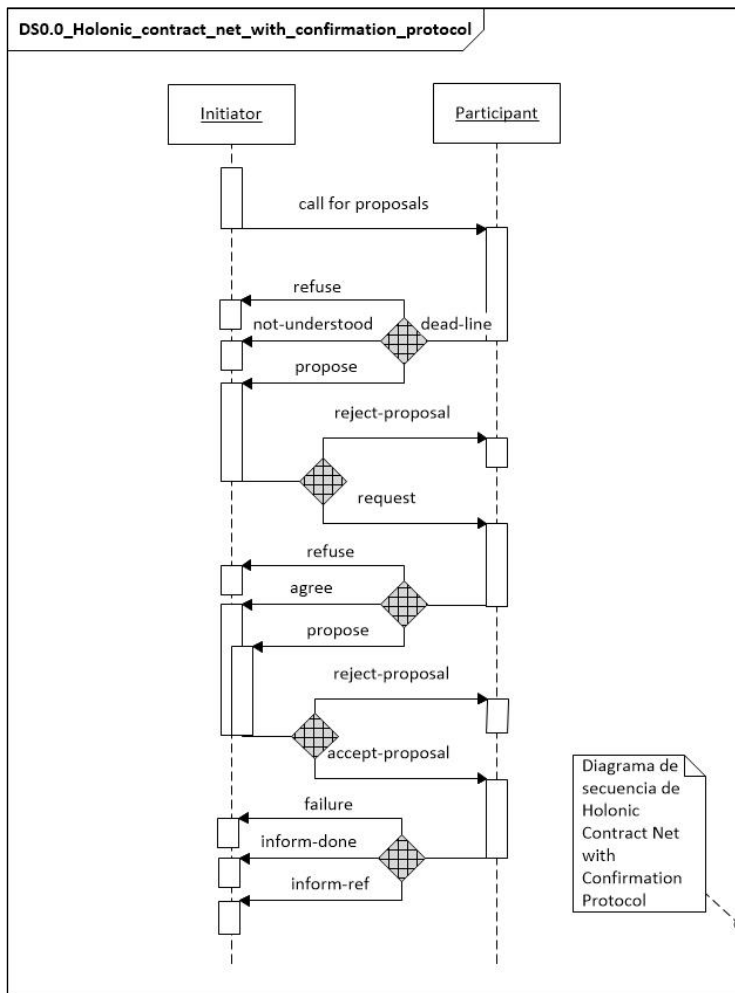 DS0.0_Holonic_contract_net_with_confirmation_protocol
Initiator
Participant
call for proposals
refuse
not-understood
dead-line
propose
reject-proposal
request
refuse
agree
propose
reject-proposal
accept-proposal
failure
inform-done
inform-ref
Diagrama de
secuencia de
Holonic
Contract Net
with
Confirmation
Protocol